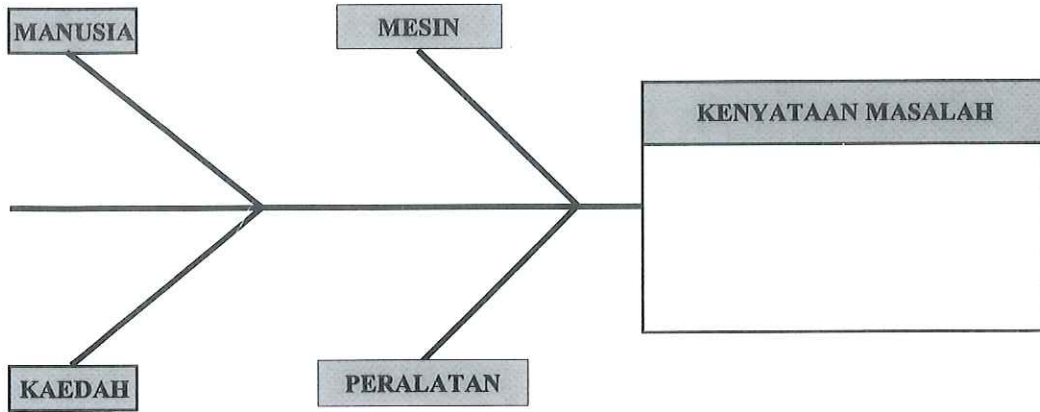 MANUSIA
MESIN
KENYATAAN MASALAH
KAEDAH
PERALATAN